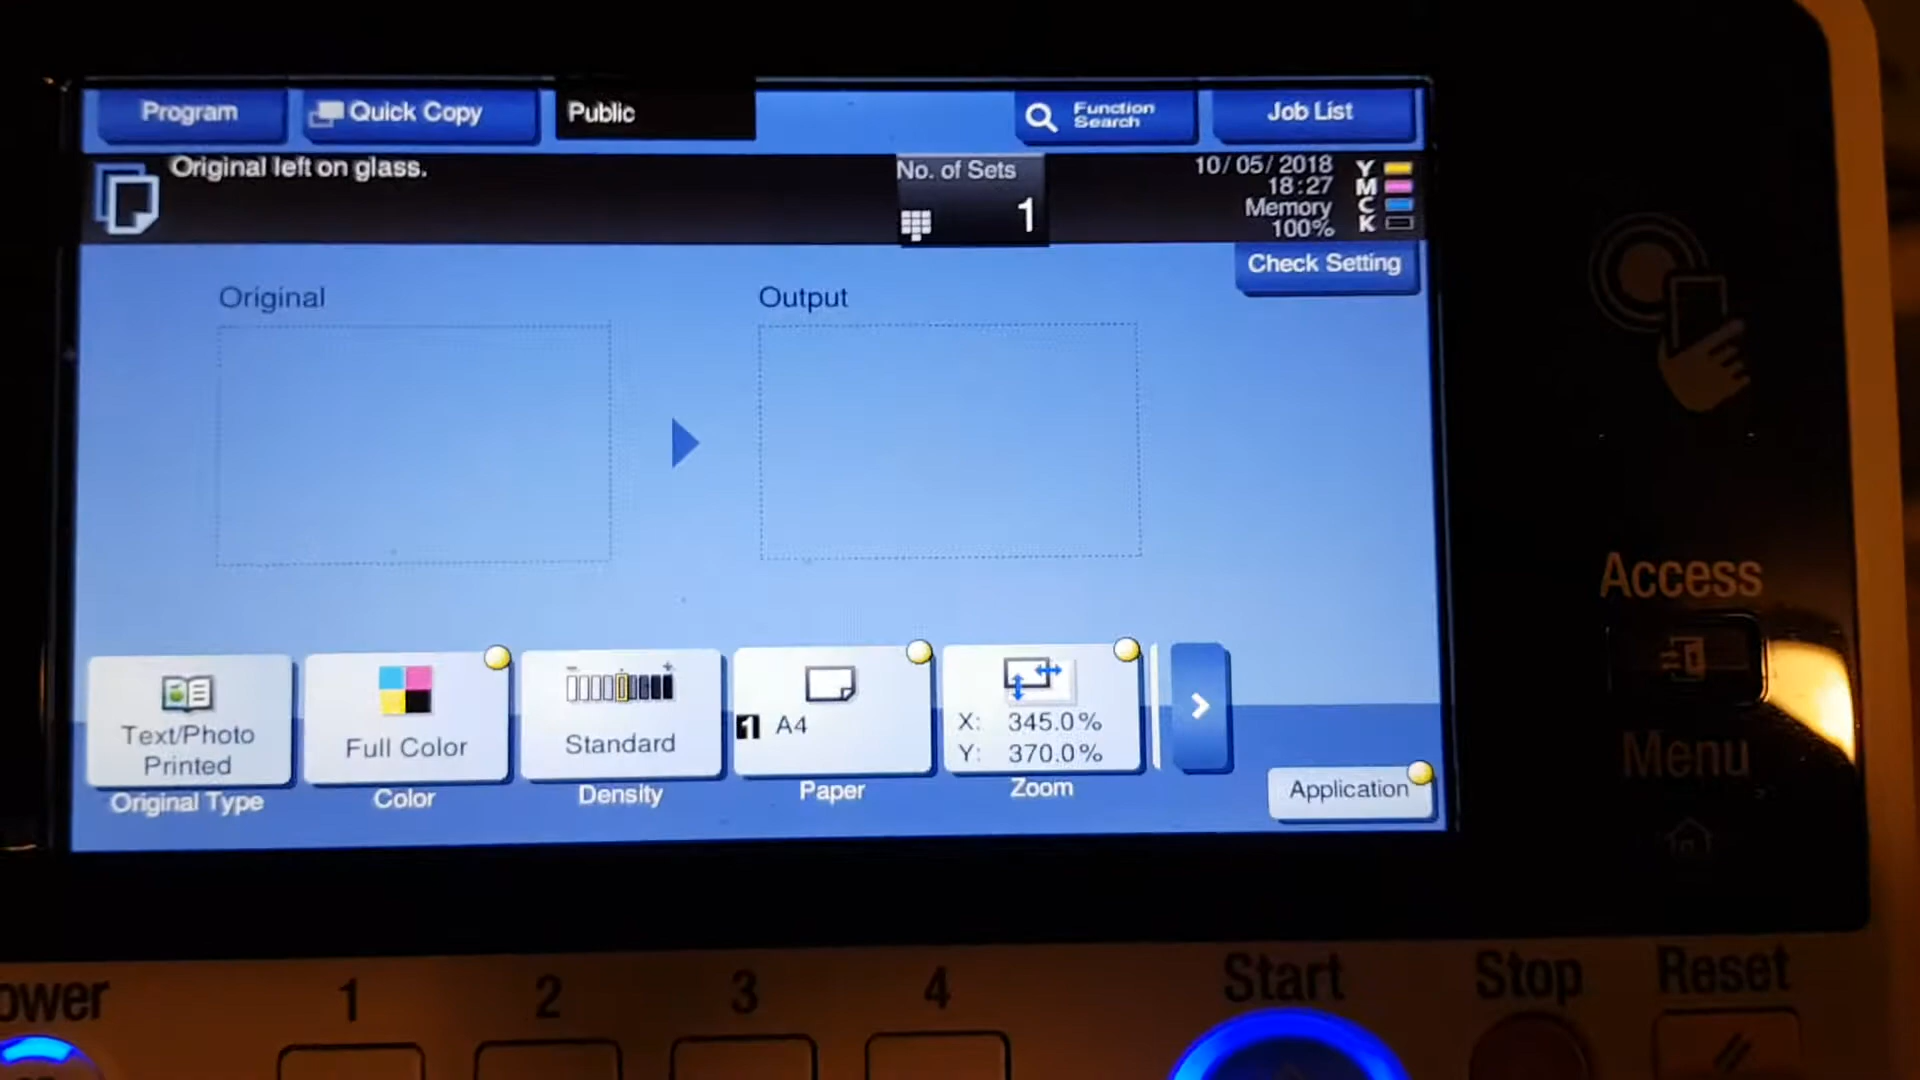 Program
Quick Copy
Public
Function
Search
Job List
Original left on glass.
No. of Sets
1
10/05/2018
18:27
Memory
100%
Y
M
C
K
Check Setting
Original
Output
Text/Photo
Printed
Original Type
Full Color
Color
Standard
Density
1 A4
Paper
X: 345.0%
Y: 370.0%
Zoom
Application
Access
Menu
ower
1
2
3
4
Start
Stop
Reset